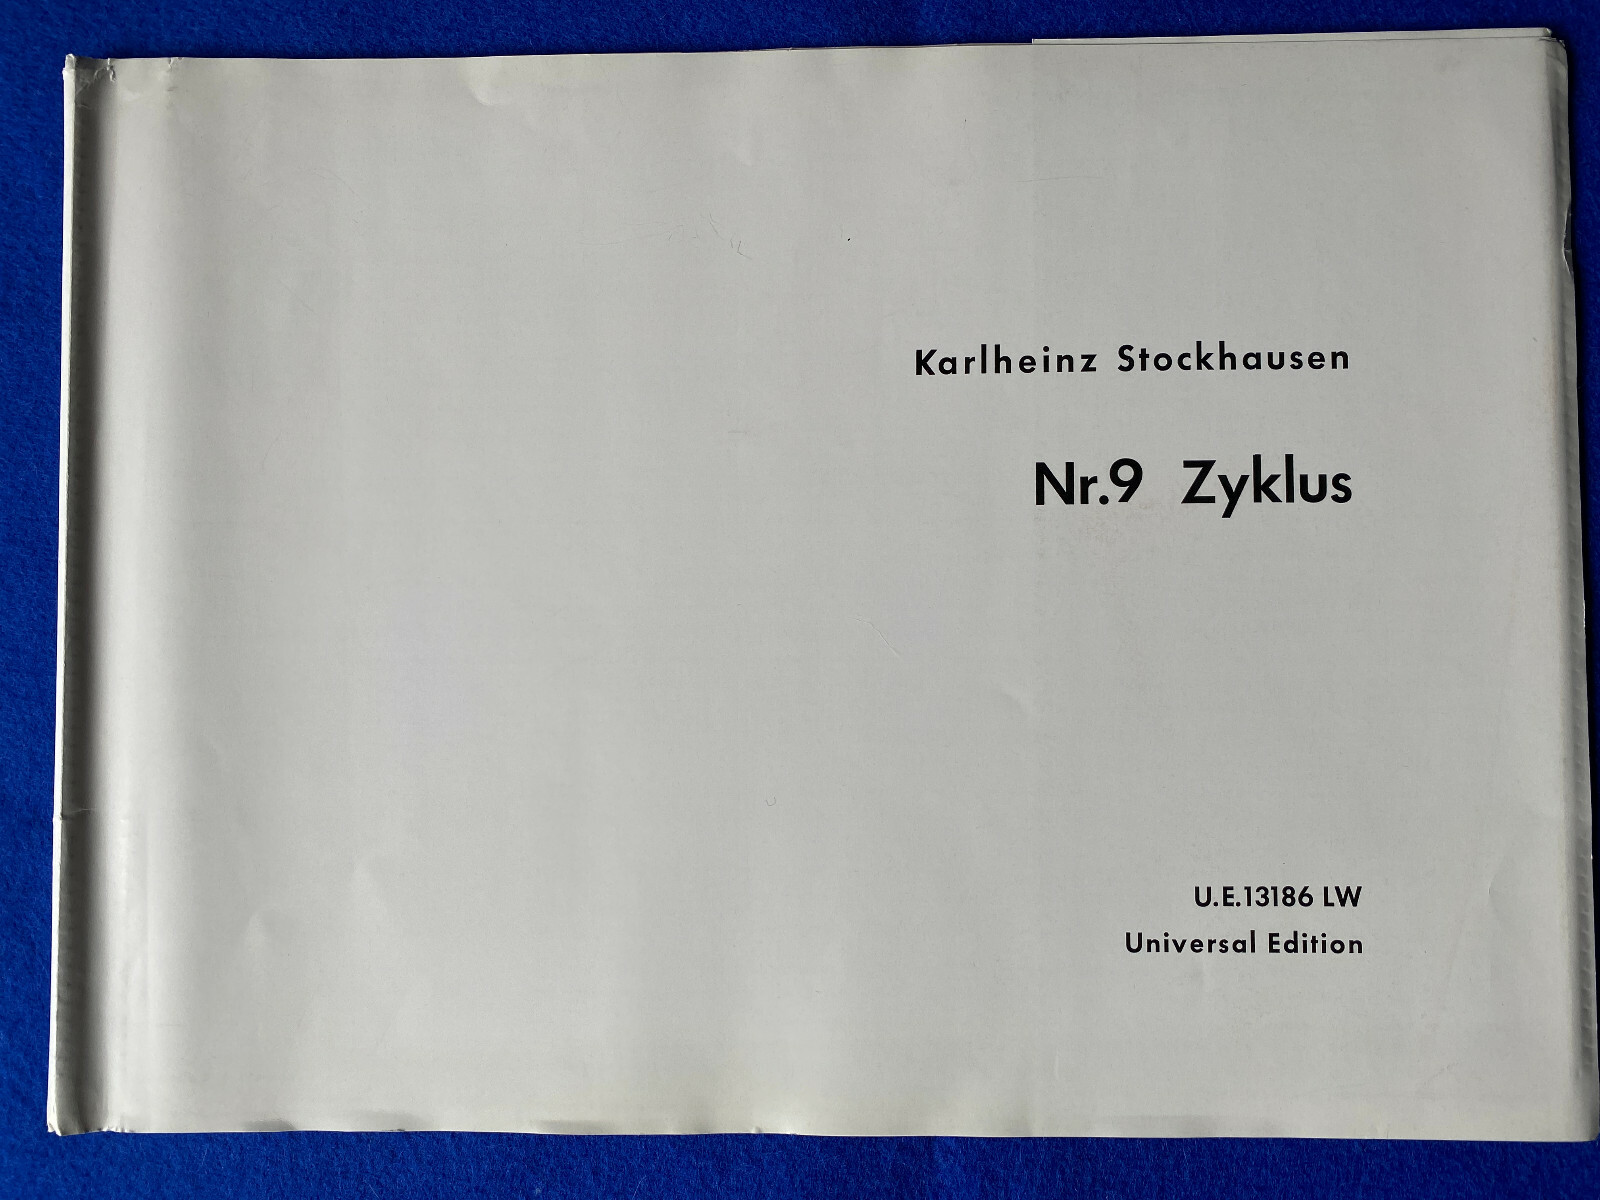 Karlheinz Stockhausen
Nr.9 Zyklus
U.E.13186 LW
Universal Edition